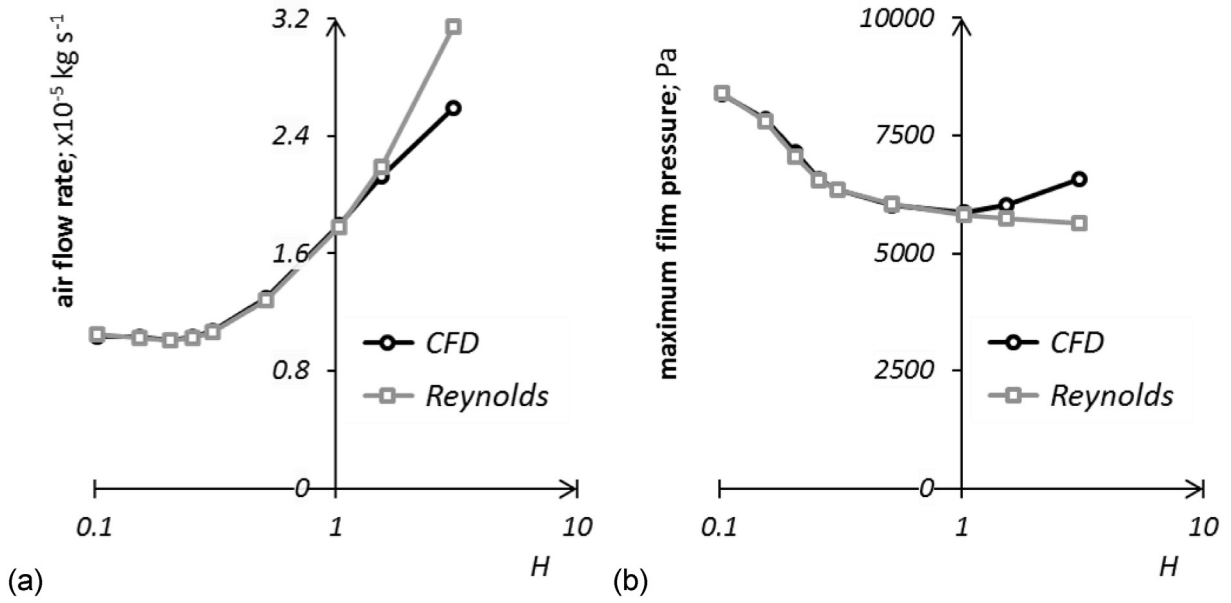 3.2
2.4
1.6
0.8
0
0.1
1
10
H
air flow rate; x10⁻⁵ kg s⁻¹
CFD
Reynolds
(a)
10000
7500
5000
2500
0
0.1
1
10
H
maximum film pressure; Pa
CFD
Reynolds
(b)